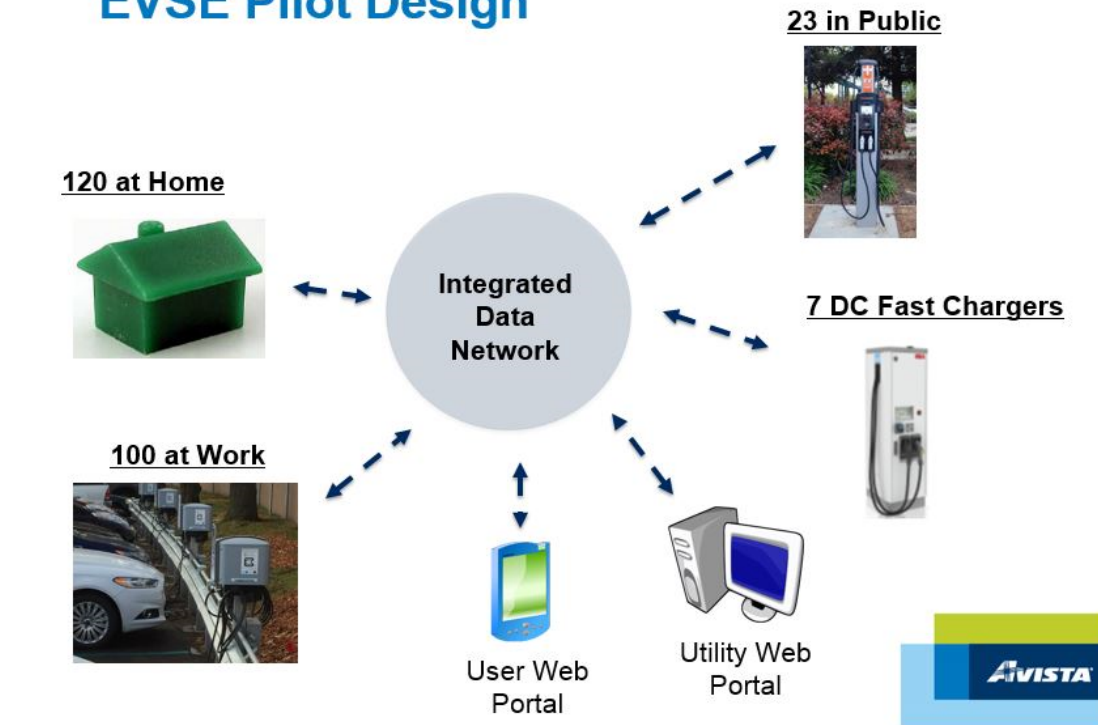 EVSE Pilot Design
23 in Public
120 at Home
Integrated
Data
Network
7 DC Fast Chargers
100 at Work
User Web
Portal
Utility Web
Portal
AVISTA